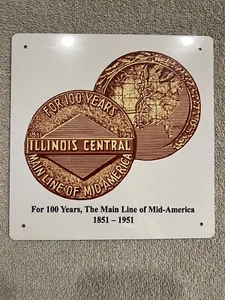 FOR 100 YEARS
1851 1951
ILLINOIS CENTRAL
MAIN LINE OF MID-AMERICA
For 100 Years, The Main Line of Mid-America
1851 – 1951